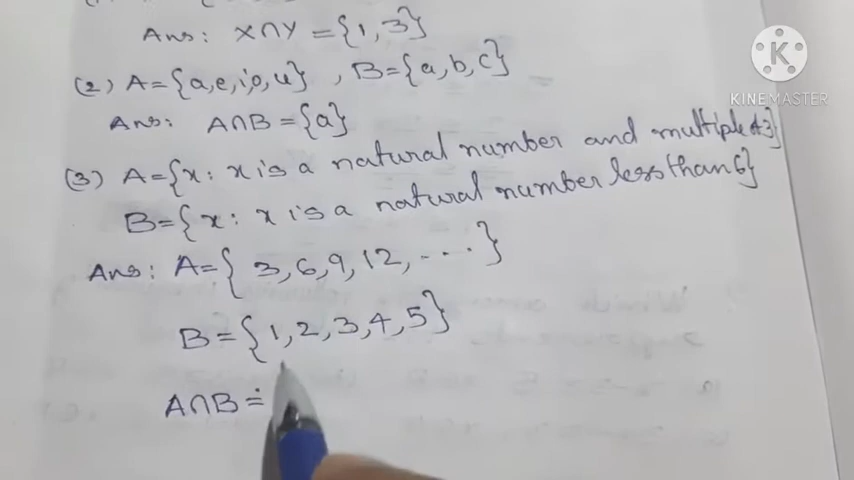 Ans: X∩Y = {1, 3}
(2) A={a,e,i,o,u} , B={a,b,c}
Ans: A∩B = {a}
(3) A={x: x is a natural number and multiple of 3}
B={x: x is a natural number less than 6}
Ans: A={ 3,6,9,12,....}
B={1,2,3,4,5}
A∩B =
K
KINEMASTER